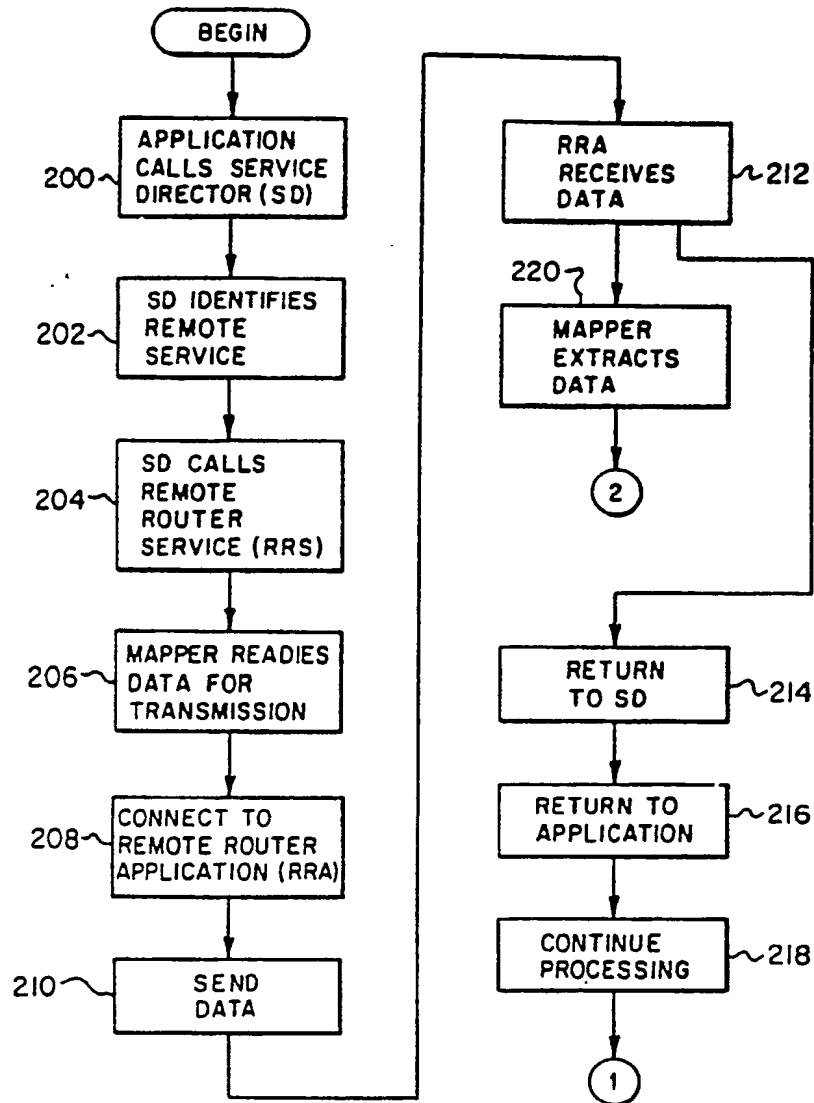 BEGIN
200
APPLICATION
CALLS SERVICE
DIRECTOR (SD)
202
SD IDENTIFIES
REMOTE
SERVICE
204
SD CALLS
REMOTE
ROUTER
SERVICE (RRS)
206
MAPPER READIES
DATA FOR
TRANSMISSION
208
CONNECT TO
REMOTE ROUTER
APPLICATION (RRA)
210
SEND
DATA
RRA
RECEIVES
DATA
212
220
MAPPER
EXTRACTS
DATA
2
RETURN
TO SD
214
RETURN TO
APPLICATION
216
CONTINUE
PROCESSING
218
1